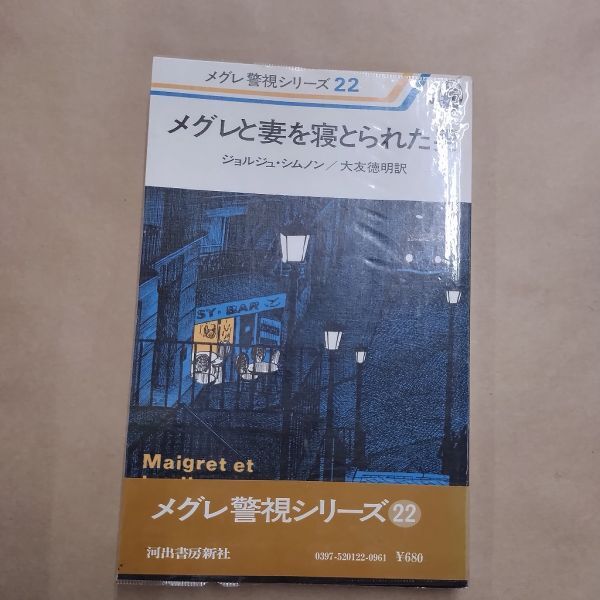 メグレ警視シリーズ22
メグレと妻を寝とられた
ジョルジュ・シムノン/大友徳明訳
SY・BAR
Maigret et
メグレ警視シリーズ22
河出書房新社
0397-520122-0961 ¥680